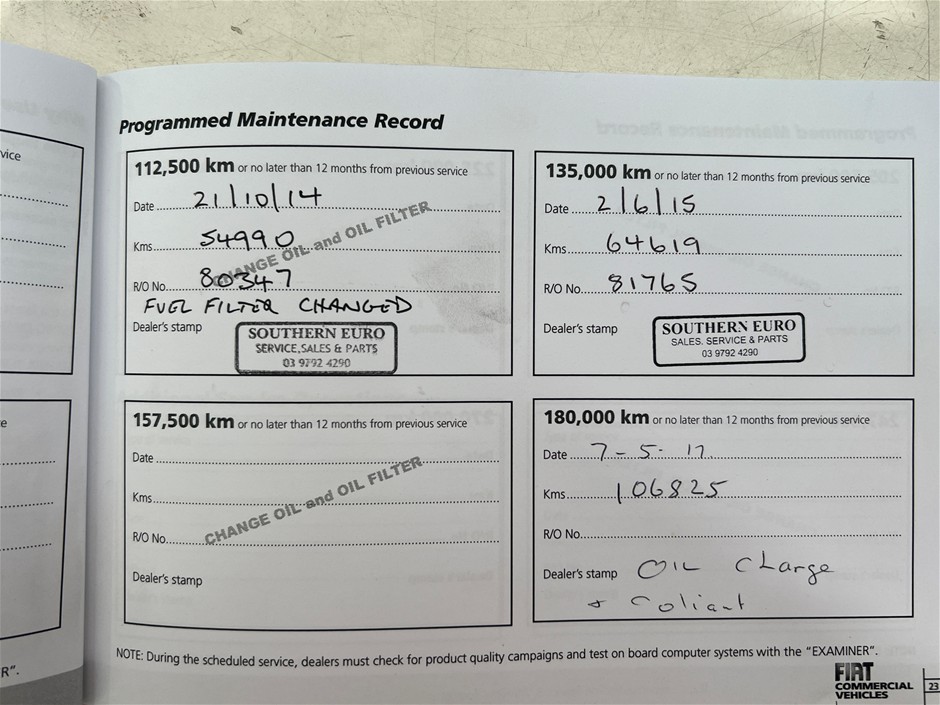 Programmed Maintenance Record
112,500 km or no later than 12 months from previous service
Date 21/10/14
Kms 54990
CHANGE OIL and OIL FILTER
R/O No. 80347
FUEL FILTER CHANGED
Dealer's stamp
SOUTHERN EURO
SERVICE, SALES & PARTS
03 9792 4290
135,000 km or no later than 12 months from previous service
Date 2/6/15
Kms 64619
R/O No. 81765
Dealer's stamp
SOUTHERN EURO
SALES. SERVICE & PARTS
03 9792 4290
157,500 km or no later than 12 months from previous service
Date
Kms
R/O No.
CHANGE OIL and OIL FILTER
Dealer's stamp
180,000 km or no later than 12 months from previous service
Date 7-5-17
Kms 106825
R/O No.
Dealer's stamp OIL Change
+ Coliant
NOTE: During the scheduled service, dealers must check for product quality campaigns and test on board computer systems with the "EXAMINER".
FIAT
COMMERCIAL
VEHICLES
23
vice
e
R".